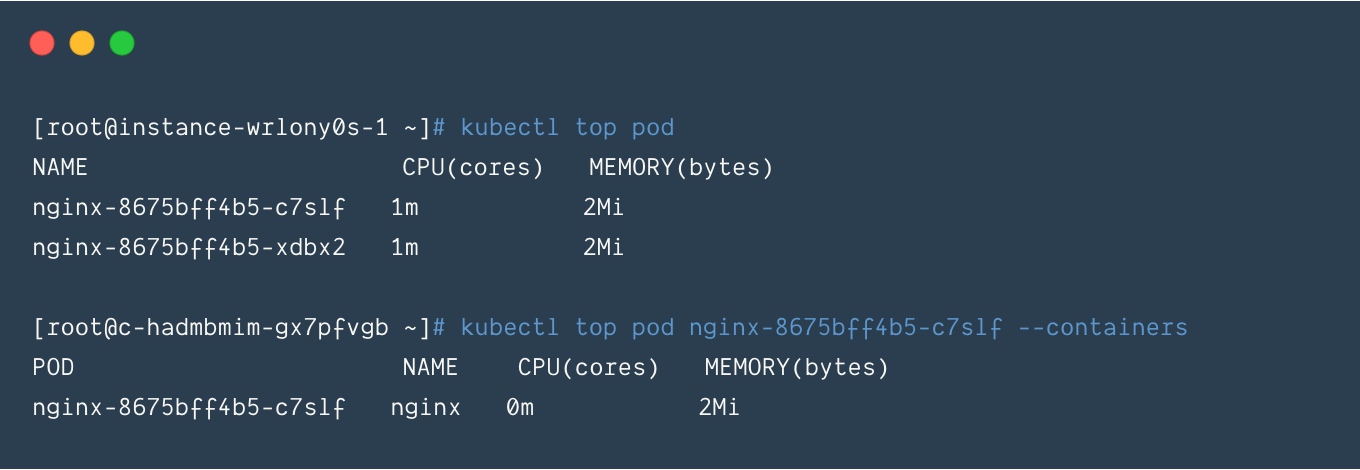 [root@instance-wrlony0s-1 ~]# kubectl top pod
NAME CPU(cores) MEMORY(bytes)
nginx-8675bff4b5-c7slf 1m 2Mi
nginx-8675bff4b5-xdbx2 1m 2Mi
[root@c-hadmbmim-gx7pfvgb ~]# kubectl top pod nginx-8675bff4b5-c7slf --containers
POD NAME CPU(cores) MEMORY(bytes)
nginx-8675bff4b5-c7slf nginx 0m 2Mi